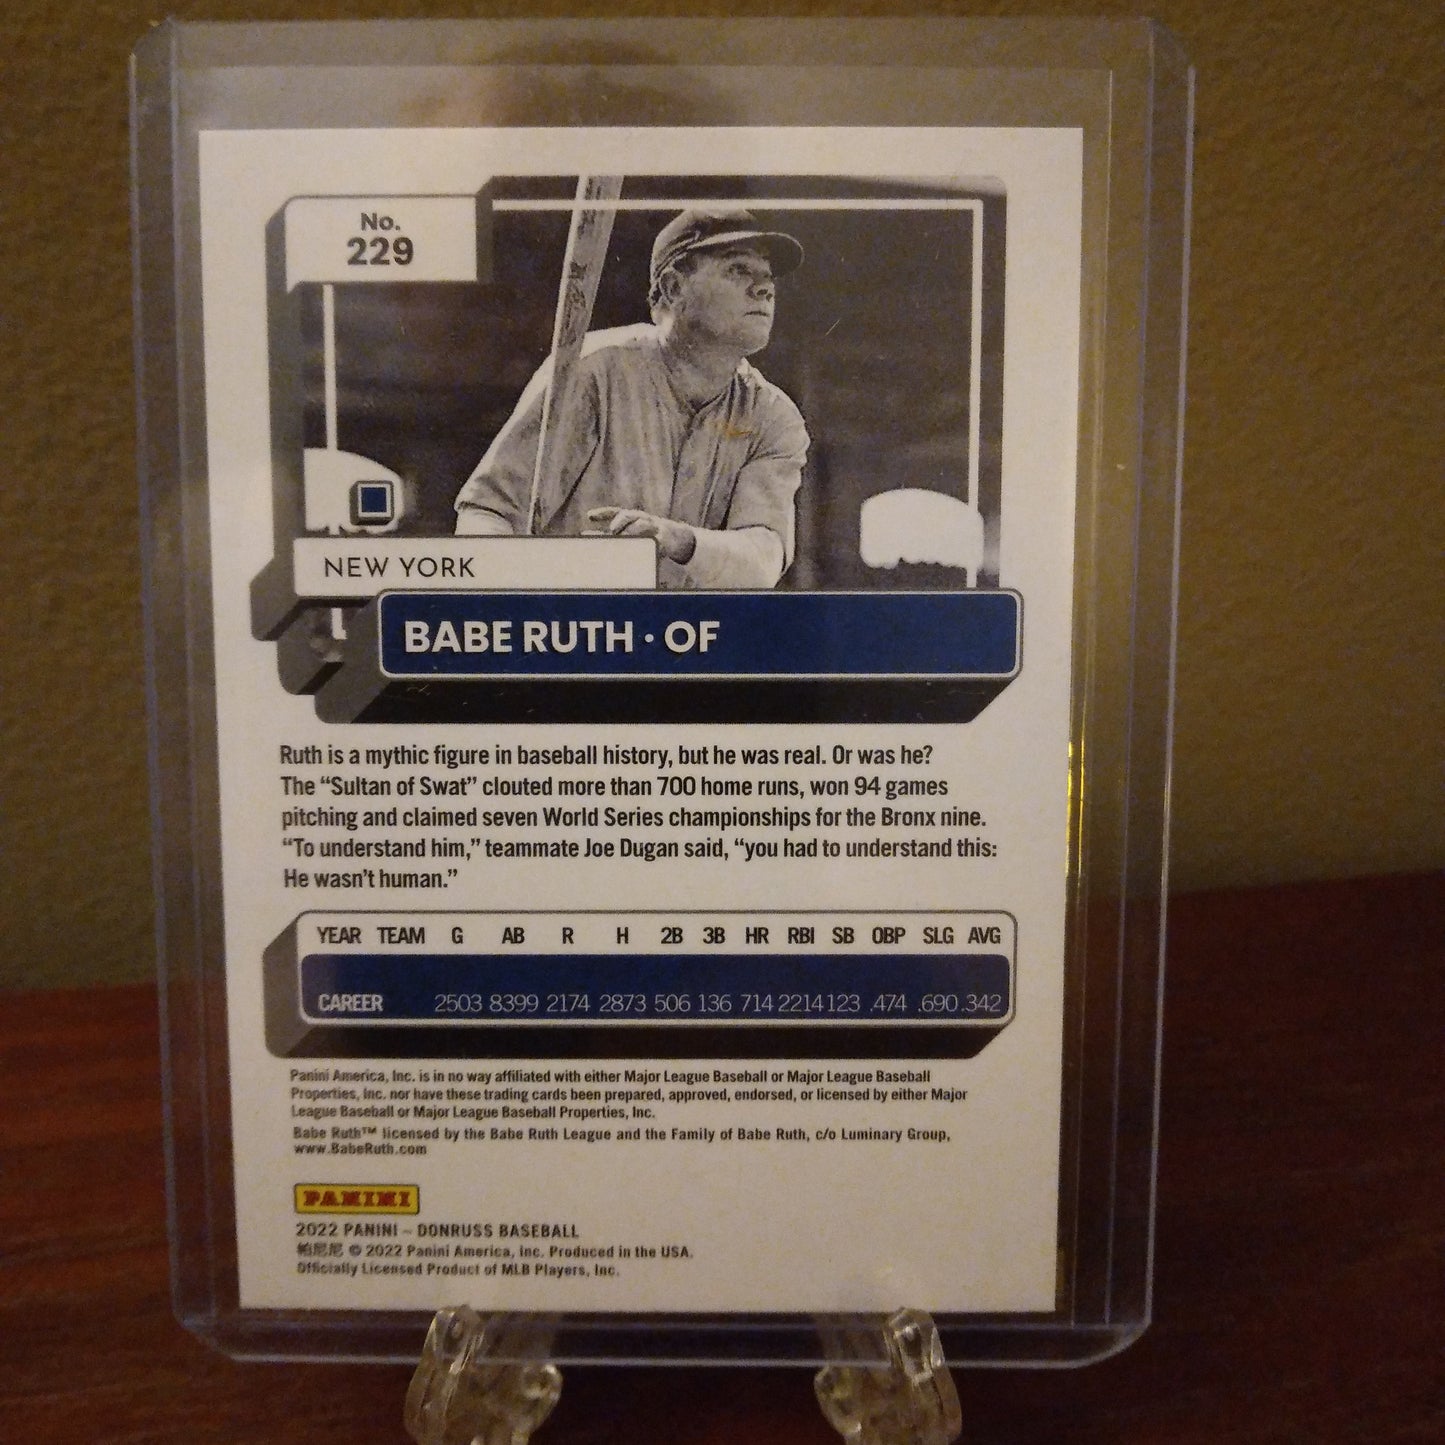 No.
229
NEW YORK
BABE RUTH · OF
Ruth is a mythic figure in baseball history, but he was real. Or was he?
The “Sultan of Swat” clouted more than 700 home runs, won 94 games
pitching and claimed seven World Series championships for the Bronx nine.
“To understand him,” teammate Joe Dugan said, “you had to understand this:
He wasn’t human.”
YEAR TEAM G AB R H 2B 3B HR RBI SB OBP SLG AVG
CAREER 2503 8399 2174 2873 506 136 714 2214 123 .474 .690 .342
Panini America, Inc. is in no way affiliated with either Major League Baseball or Major League Baseball
Properties, Inc. nor have these trading cards been prepared, approved, endorsed, or licensed by either Major
League Baseball or Major League Baseball Properties, Inc.
Babe Ruth™ licensed by the Babe Ruth League and the Family of Babe Ruth, c/o Luminary Group,
www.BabeRuth.com
PANINI
2022 PANINI – DONRUSS BASEBALL
帕尼尼 © 2022 Panini America, Inc. Produced in the USA.
Officially Licensed Product of MLB Players, Inc.